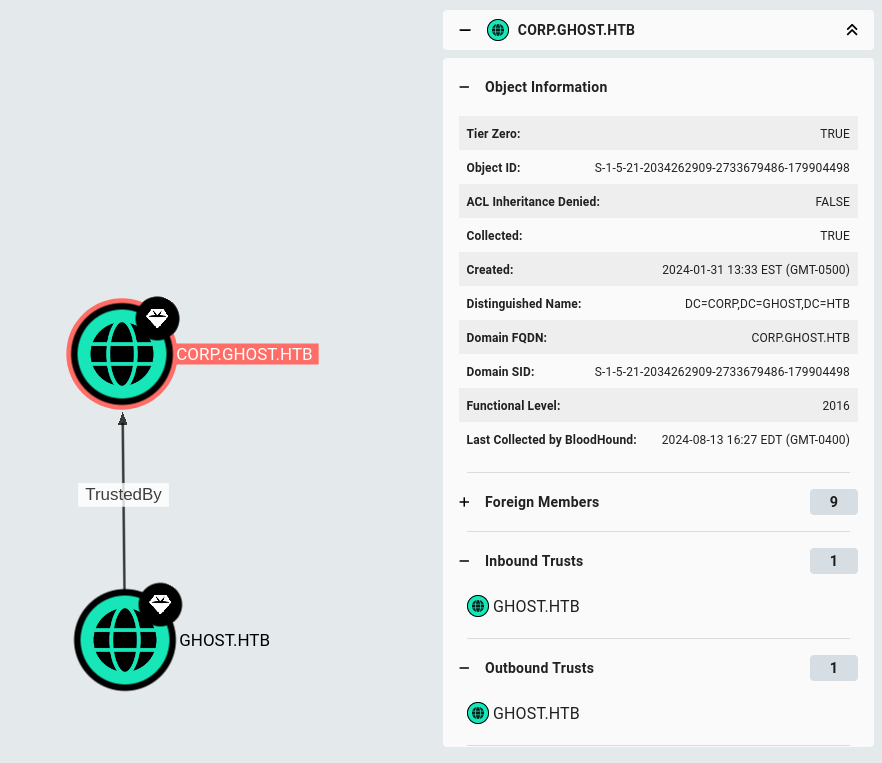 CORP.GHOST.HTB
TrustedBy
GHOST.HTB
CORP.GHOST.HTB
Object Information
Tier Zero: TRUE
Object ID: S-1-5-21-2034262909-2733679486-179904498
ACL Inheritance Denied: FALSE
Collected: TRUE
Created: 2024-01-31 13:33 EST (GMT-0500)
Distinguished Name: DC=CORP,DC=GHOST,DC=HTB
Domain FQDN: CORP.GHOST.HTB
Domain SID: S-1-5-21-2034262909-2733679486-179904498
Functional Level: 2016
Last Collected by BloodHound: 2024-08-13 16:27 EDT (GMT-0400)
Foreign Members 9
Inbound Trusts 1
GHOST.HTB
Outbound Trusts 1
GHOST.HTB